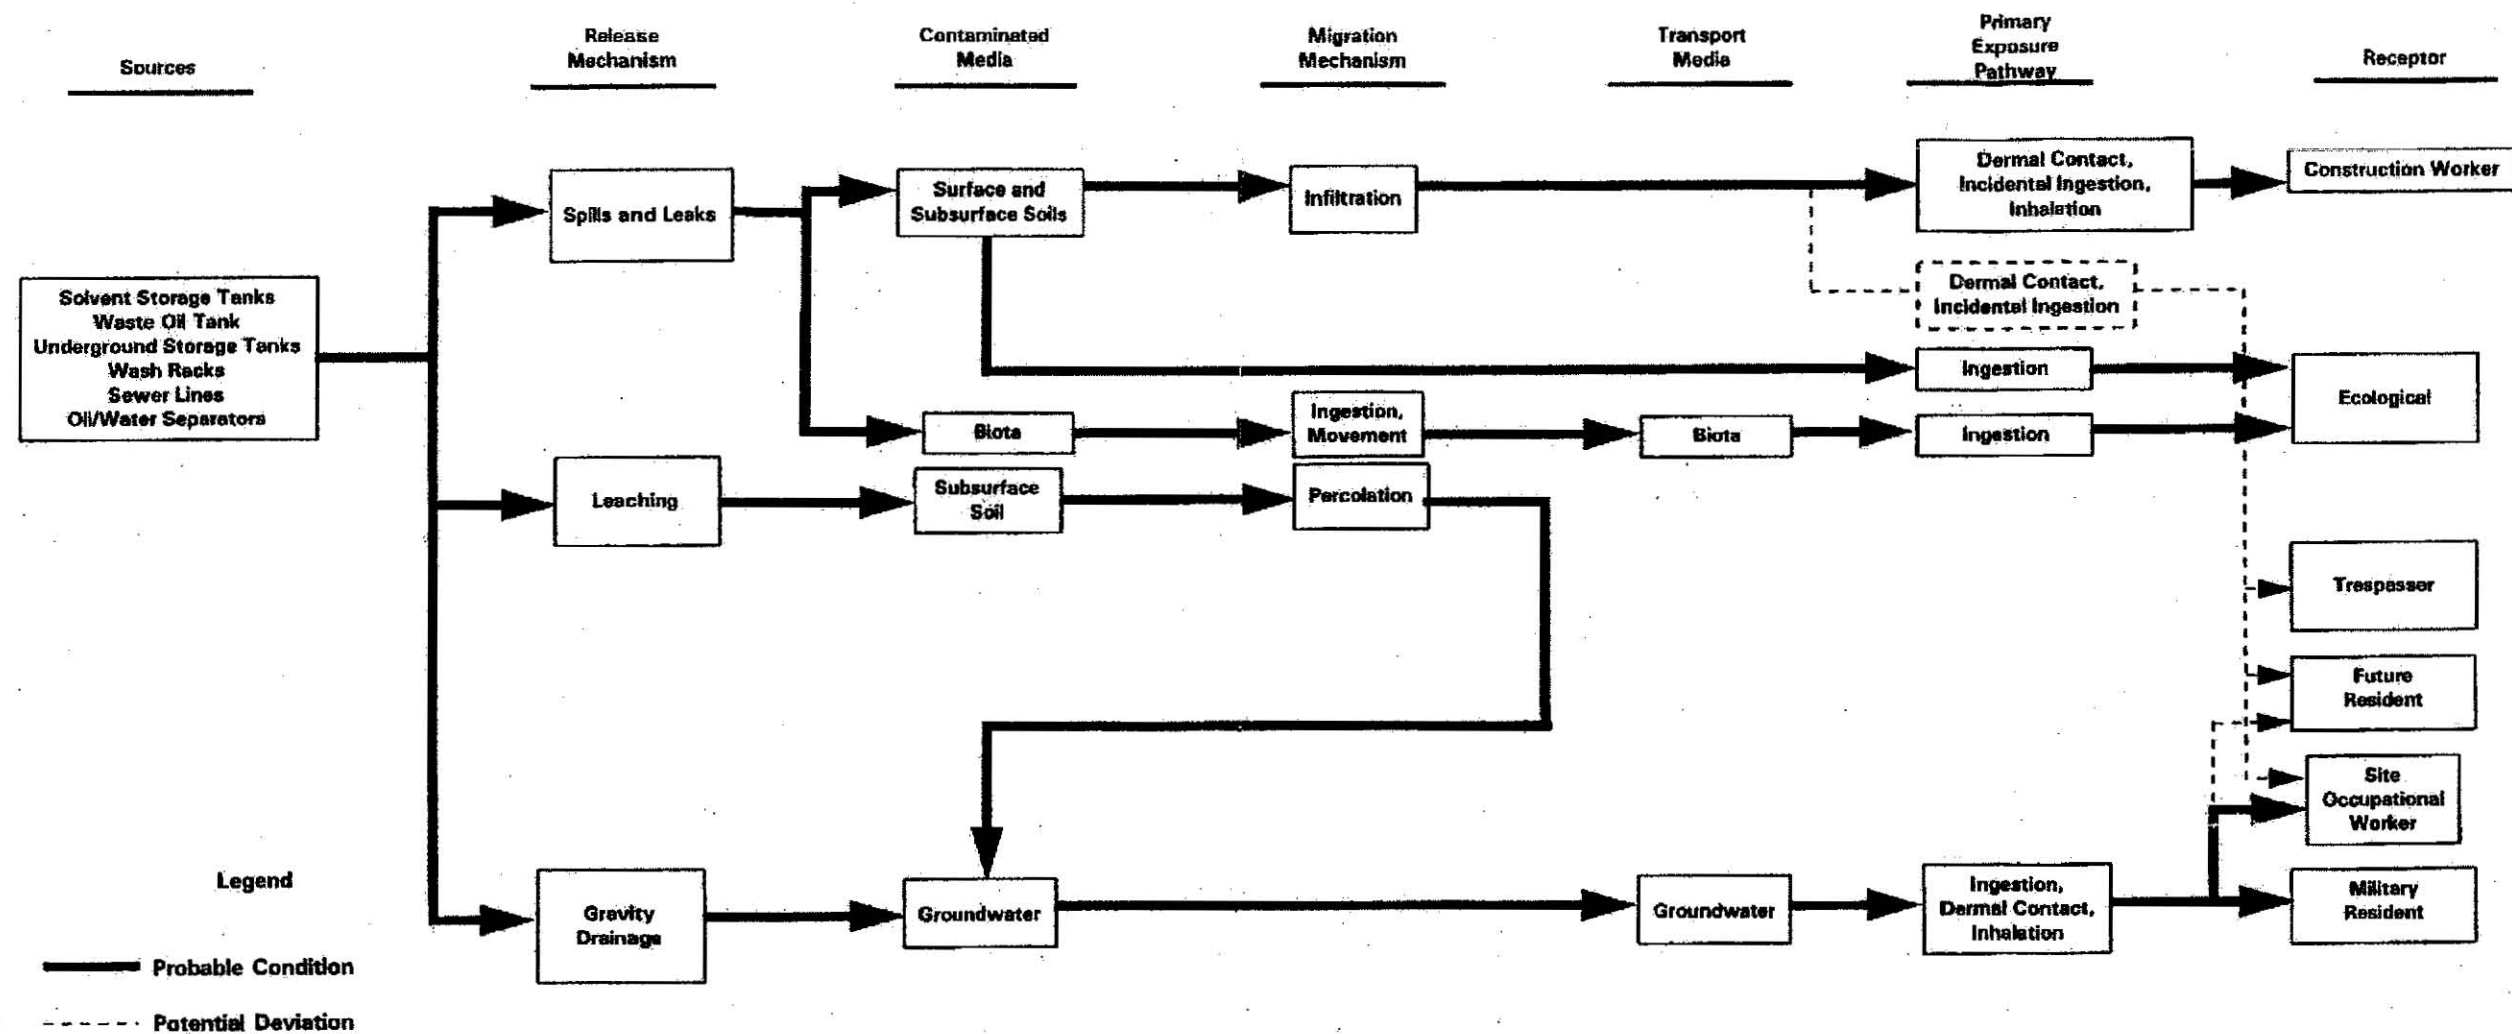 Sources
Release
Mechanism
Contaminated
Media
Migration
Mechanism
Transport
Media
Primary
Exposure
Pathway
Receptor
Solvent Storage Tanks
Waste Oil Tank
Underground Storage Tanks
Wash Racks
Sewer Lines
Oil/Water Separators
Spills and Leaks
Surface and
Subsurface Soils
Infiltration
Dermal Contact,
Incidental Ingestion,
Inhalation
Construction Worker
Dermal Contact,
Incidental Ingestion
Ingestion
Ecological
Biota
Ingestion,
Movement
Biota
Ingestion
Leaching
Subsurface
Soil
Percolation
Trespasser
Future
Resident
Site
Occupational
Worker
Gravity
Drainage
Groundwater
Groundwater
Ingestion,
Dermal Contact,
Inhalation
Military
Resident
Legend
Probable Condition
Potential Deviation